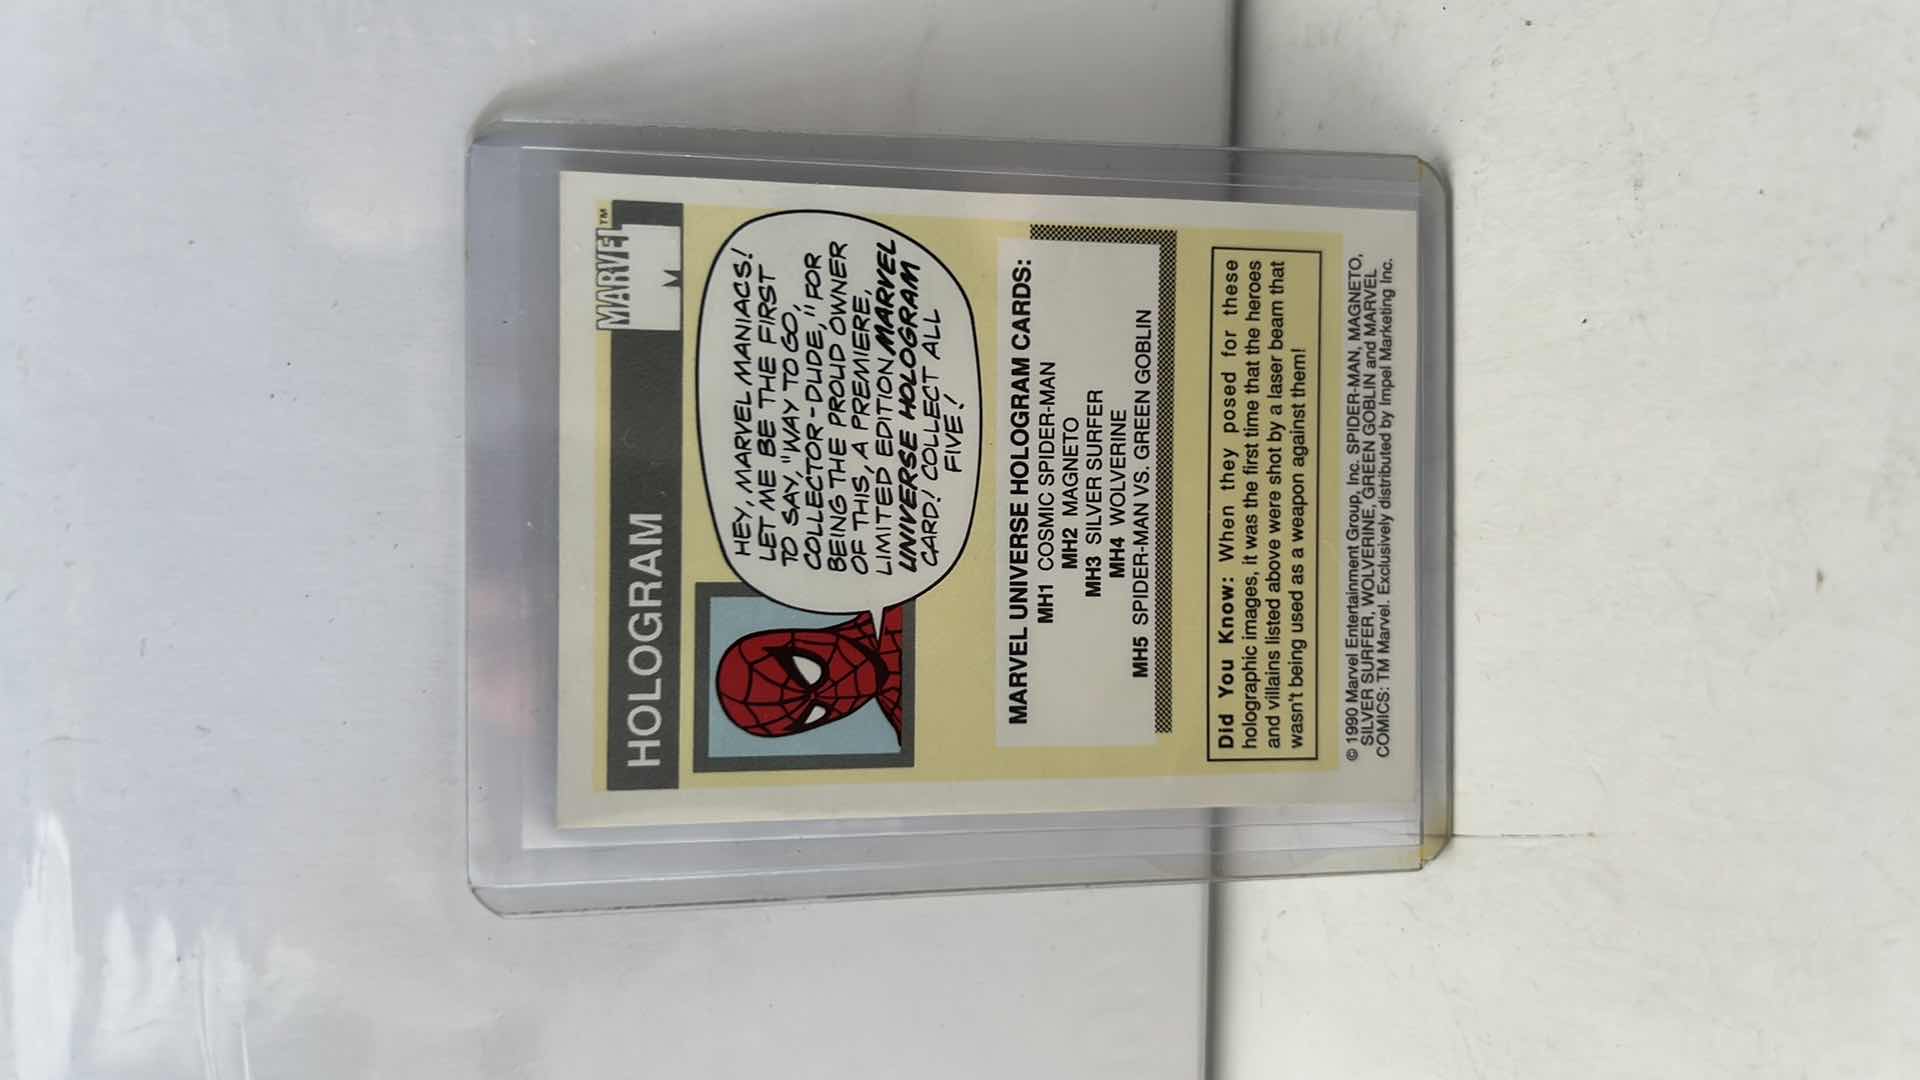 MARVEL™
HOLOGRAM
HEY, MARVEL MANIACS!
LET ME BE THE FIRST
TO SAY, "WAY TO GO,
COLLECTOR-DUDE," FOR
BEING THE PROUD OWNER
OF THIS, A PREMIERE,
LIMITED EDITION MARVEL
UNIVERSE HOLOGRAM
CARD! COLLECT ALL
FIVE!
MARVEL UNIVERSE HOLOGRAM CARDS:
MH1 COSMIC SPIDER-MAN
MH2 MAGNETO
MH3 SILVER SURFER
MH4 WOLVERINE
MH5 SPIDER-MAN VS. GREEN GOBLIN
Did You Know: When they posed for these
holographic images, it was the first time that the heroes
and villains listed above were shot by a laser beam that
wasn't being used as a weapon against them!
© 1990 Marvel Entertainment Group, Inc. SPIDER-MAN, MAGNETO,
SILVER SURFER, WOLVERINE, GREEN GOBLIN and MARVEL
COMICS: TM Marvel. Exclusively distributed by Impel Marketing Inc.